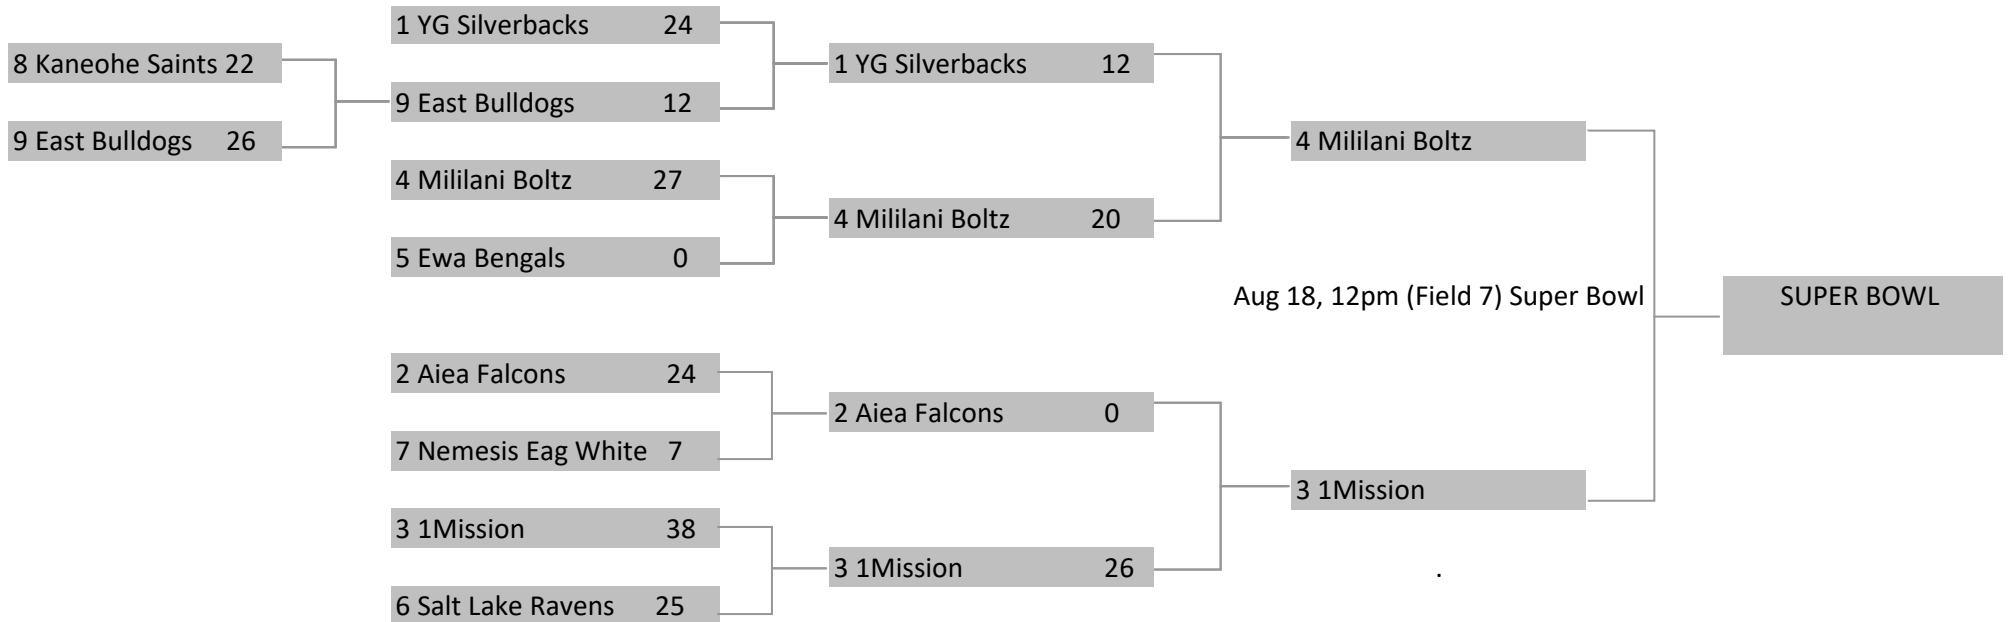 8 Kaneohe Saints 22
9 East Bulldogs 26
1 YG Silverbacks 24
9 East Bulldogs 12
4 Mililani Boltz 27
5 Ewa Bengals 0
2 Aiea Falcons 24
7 Nemesis Eag White 7
3 1Mission 38
6 Salt Lake Ravens 25
1 YG Silverbacks 12
4 Mililani Boltz 20
2 Aiea Falcons 0
3 1Mission 26
4 Mililani Boltz
Aug 18, 12pm (Field 7) Super Bowl
3 1Mission
.
SUPER BOWL